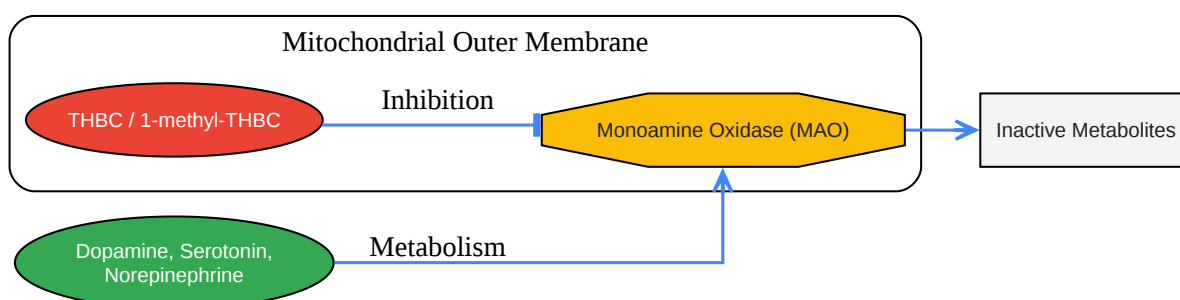 Mitochondrial Outer Membrane
THBC / 1-methyl-THBC
Inhibition
Monoamine Oxidase (MAO)
Inactive Metabolites
Dopamine, Serotonin,
Norepinephrine
Metabolism